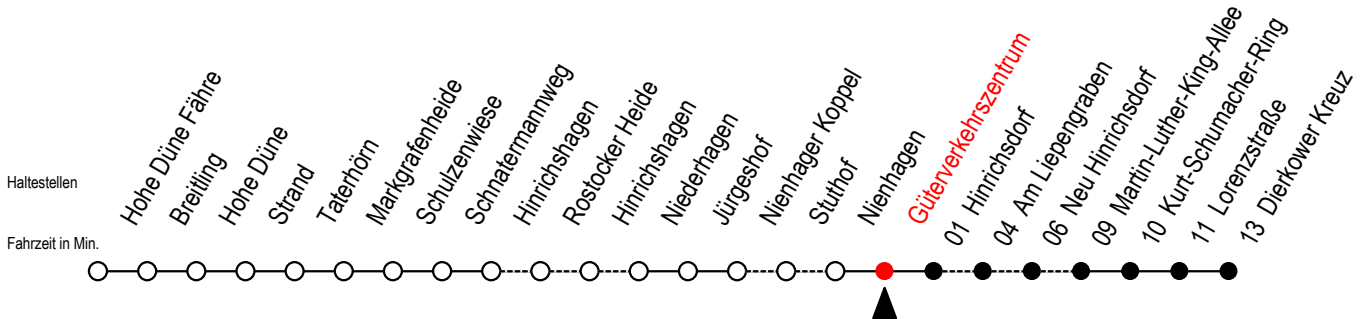 Haltestellen
Fahrzeit in Min.
Hohe Düne Fähre
Breitling
Hohe Düne
Strand
Taterhörn
Markgrafenheide
Schulzenwiese
Schnatermannweg
Hinrichshagen
Rostocker Heide
Hinrichshagen
Niederhagen
Jürgeshof
Nienhager Koppel
Stuthof
Nienhagen
Güterverkehrszentrum
01 Hinrichsdorf
04 Am Liepengraben
06 Neu Hinrichsdorf
09 Martin-Luther-King-Allee
10 Kurt-Schumacher-Ring
11 Lorenzstraße
13 Dierkower Kreuz